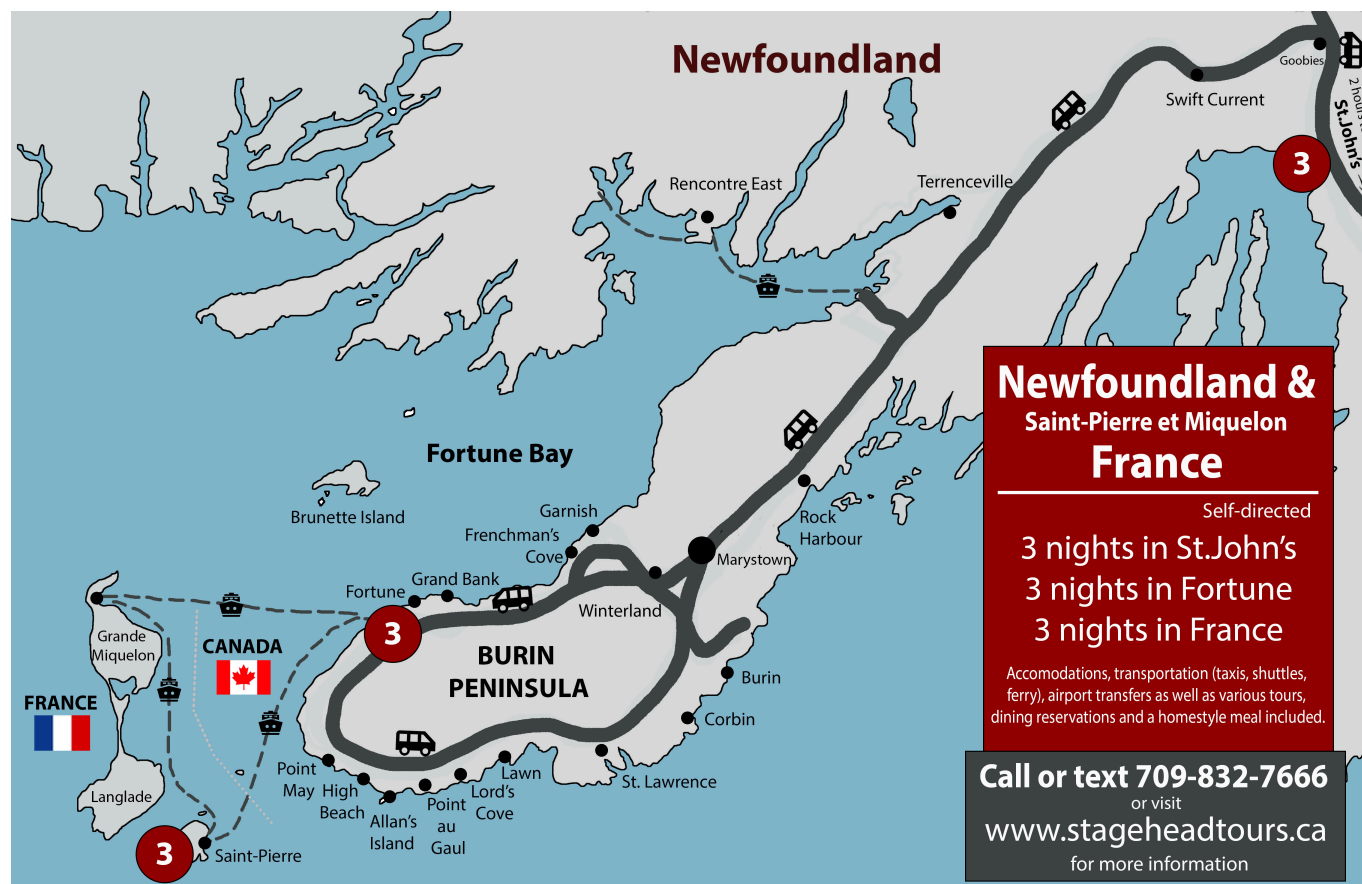 Newfoundland
Goobies
Swift Current
2 hours
St.John's
3
Rencontre East
Terrenceville
Fortune Bay
Brunette Island
Garnish
Frenchman's
Cove
Rock
Harbour
Marystown
Grand Bank
Fortune
Winterland
3
BURIN
PENINSULA
Grande
Miquelon
CANADA
FRANCE
Burin
Corbin
St. Lawrence
Lawn
Lord's
Cove
Point
au
Gaul
Allan's
Island
High
Beach
Point
May
Langlade
3
Saint-Pierre
Newfoundland &
Saint-Pierre et Miquelon
France
Self-directed
3 nights in St.John's
3 nights in Fortune
3 nights in France
Accomodations, transportation (taxis, shuttles,
ferry), airport transfers as well as various tours,
dining reservations and a homestyle meal included.
Call or text 709-832-7666
or visit
www.stageheadtours.ca
for more information